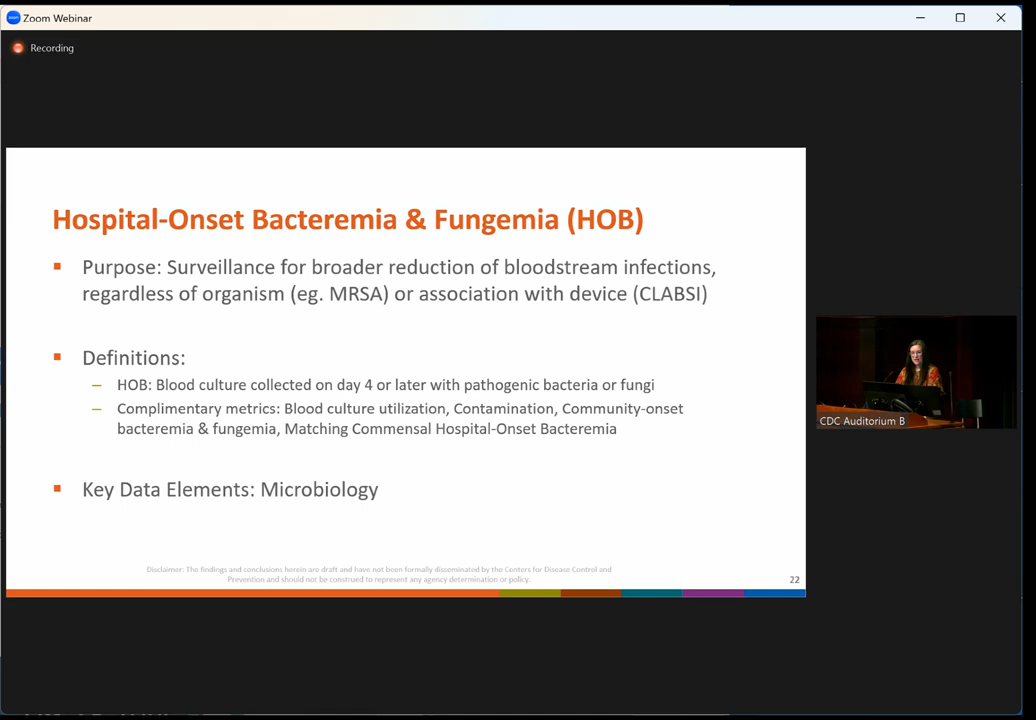 Zoom Webinar
Recording
Hospital-Onset Bacteremia & Fungemia (HOB)
Purpose: Surveillance for broader reduction of bloodstream infections,
regardless of organism (eg. MRSA) or association with device (CLABSI)
Definitions:
– HOB: Blood culture collected on day 4 or later with pathogenic bacteria or fungi
– Complimentary metrics: Blood culture utilization, Contamination, Community-onset
bacteremia & fungemia, Matching Commensal Hospital-Onset Bacteremia
Key Data Elements: Microbiology
Disclaimer: The findings and conclusions herein are draft and have not been formally disseminated by the Centers for Disease Control and
Prevention and should not be construed to represent any agency determination or policy.
22
CDC Auditorium B